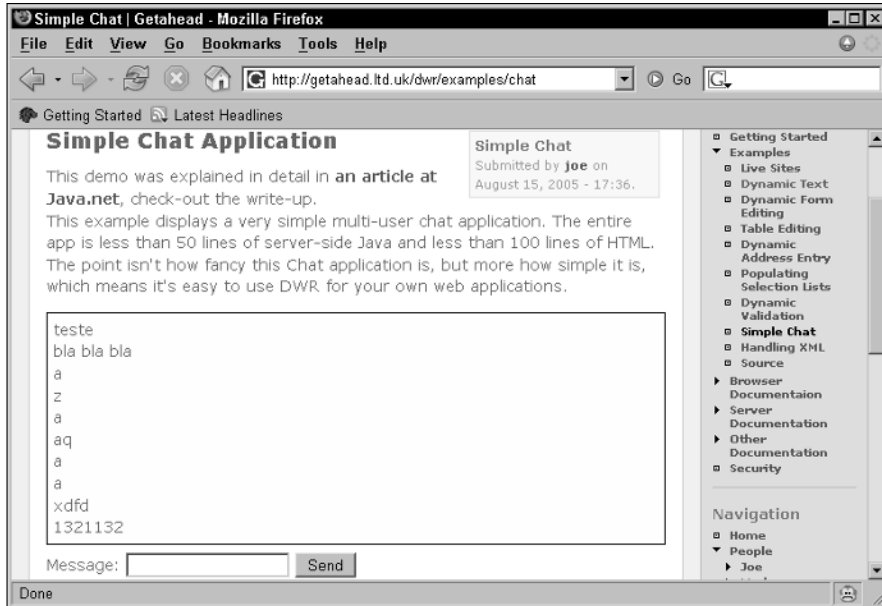 Simple Chat | Getahead - Mozilla Firefox
File Edit View Go Bookmarks Tools Help
http://getahead.ltd.uk/dwr/examples/chat Go G
Getting Started Latest Headlines
Simple Chat Application
Simple Chat
Submitted by joe on
August 15, 2005 - 17:36.
This demo was explained in detail in an article at
Java.net, check-out the write-up.
This example displays a very simple multi-user chat application. The entire
app is less than 50 lines of server-side Java and less than 100 lines of HTML.
The point isn't how fancy this Chat application is, but more how simple it is,
which means it's easy to use DWR for your own web applications.
teste
bla bla bla
a
z
a
aq
a
a
xdfd
1321132
Message: Send
Getting Started
Examples
Live Sites
Dynamic Text
Dynamic Form
Editing
Table Editing
Dynamic
Address Entry
Populating
Selection Lists
Dynamic
Validation
Simple Chat
Handling XML
Source
Browser
Documentaion
Server
Documentation
Other
Documentation
Security
Navigation
Home
People
Joe
Done